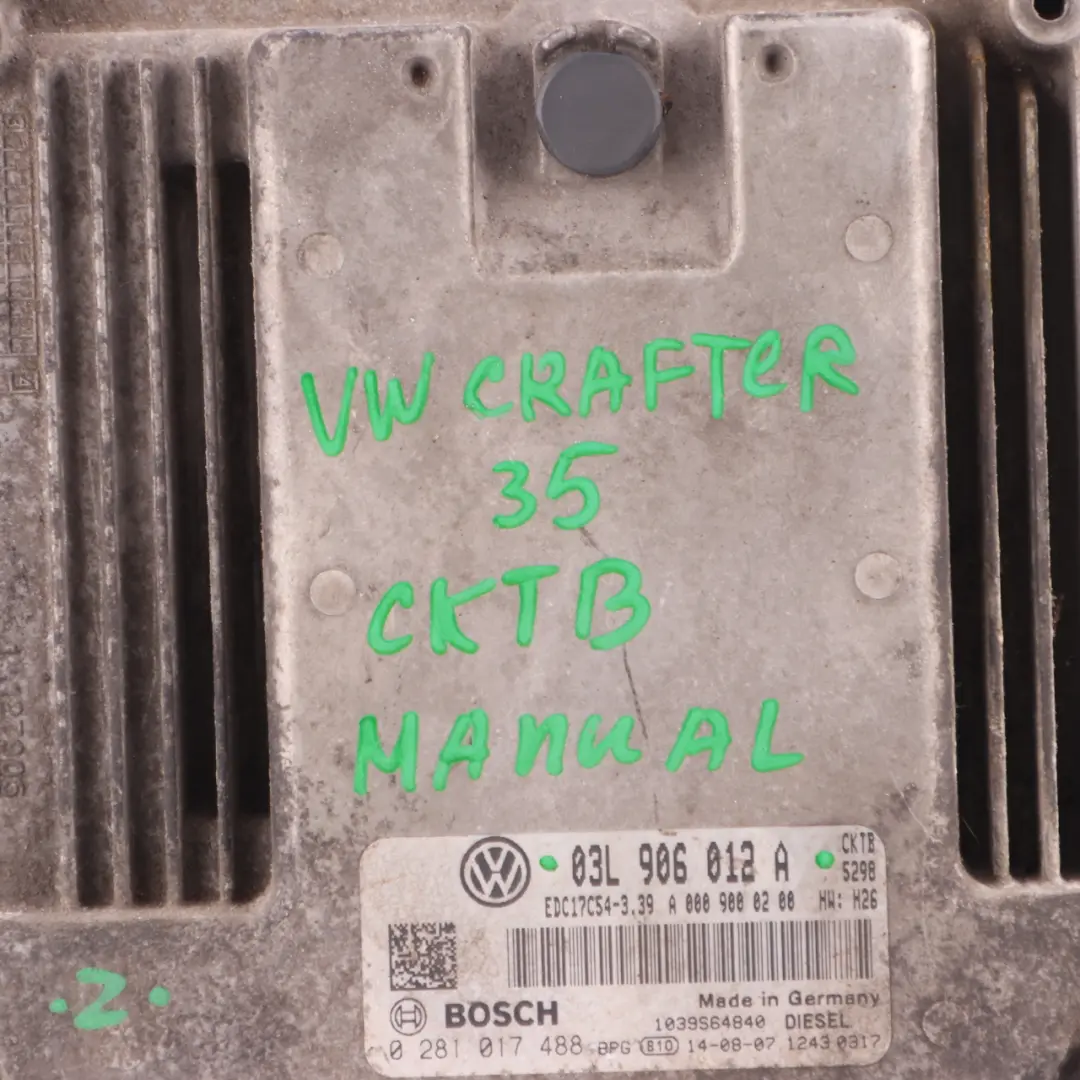 VW CRAFTER
35
CKTB
MANUAL
03L 906 012 A
CKTB
5298
EDC17C54-3.39 A 000 900 02 00 HW: H26
BOSCH
Made in Germany
1039S64840 DIESEL
0 281 017 488 BPG B10 14-08-07 1243 0317
.2.